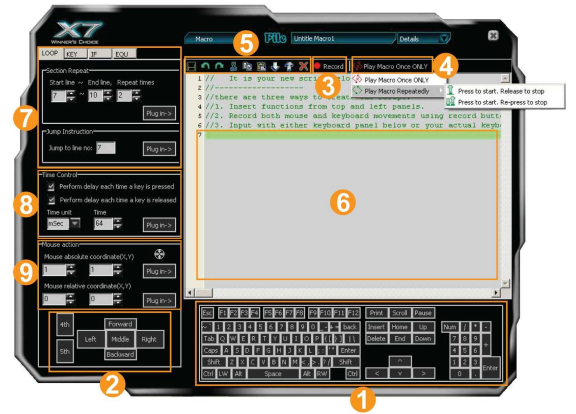 X7
WINNER'S CHOICE
Macro
File
Untitle Macro1
Details
5
LOOP KEY IF EQU
Record
Play Macro Once ONLY
4
3
Play Macro Once ONLY
Play Macro Repeatedly
Press to start. Release to stop
Press to start. Re-press to stop
Section Repeat
Start line ~ End line, Repeat times
7 ~ 10 2
Plug in->
7
Jump Instruction
Jump to line no: 7
Plug in->
1 // It is your new scri
2 //-------------------
3 //there are three ways
4 //1. Insert functions from top and left panels.
5 //2. Record both mouse and keyboard movements using record butt
6 //3. Input with either keyboard panel below or your actual keybo
7
6
Time Control
Perform delay each time a key is pressed
Perform delay each time a key is released
8
Time unit Time
mSec 64
Plug in->
Mouse action
Mouse absolute coordinate(X,Y)
1 1
Plug in->
9
Mouse relative coordinate(X,Y)
0 0
Plug in->
4th
5th
Forward
Left Middle Right
Backward
2
Esc F1 F2 F3 F4 F5 F6 F7 F8 F9 F10 F11 F12 Print Scroll Pause
~ 1 2 3 4 5 6 7 8 9 0 - + back Insert Home Up Num / * -
Tab Q W E R T Y U I O P { } | Delete End Down 7 8 9 +
Caps A S D F G H J K L ; " Enter 4 5 6
Shift Z X C V B N M < > / Shift ^ 1 2 3 Enter
Ctrl LW Alt Space Alt RW Ctrl < v > 0 .
1